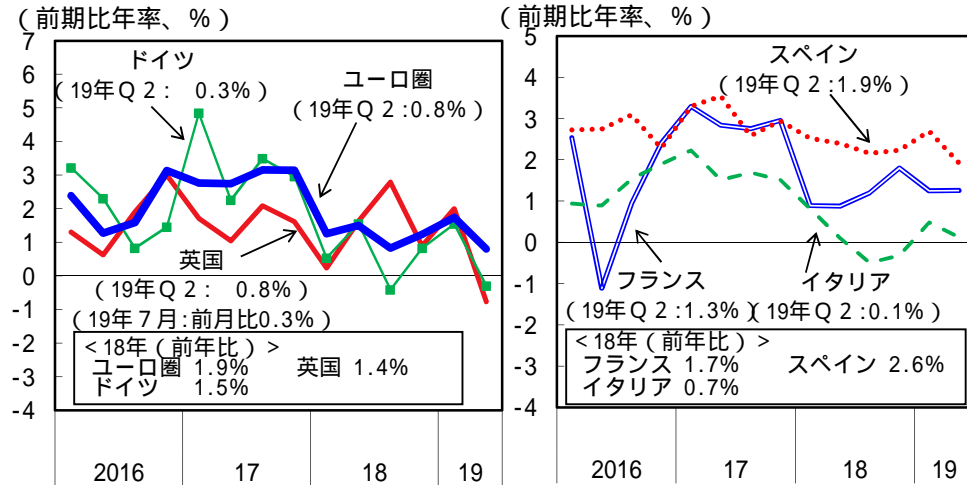 (前期比年率、%)
7
6
5
4
3
2
1
0
-1
-2
-3
-4
ドイツ
(19年Q2: 0.3%)
ユーロ圏
(19年Q2:0.8%)
英国
(19年Q2: 0.8%)
(19年7月:前月比0.3%)
<18年(前年比)>
ユーロ圏 1.9% 英国 1.4%
ドイツ 1.5%
2016 17 18 19
(前期比年率、%)
5
4
3
2
1
0
-1
-2
-3
-4
スペイン
(19年Q2:1.9%)
フランス
(19年Q2:1.3%)
イタリア
(19年Q2:0.1%)
<18年(前年比)>
フランス 1.7% スペイン 2.6%
イタリア 0.7%
2016 17 18 19